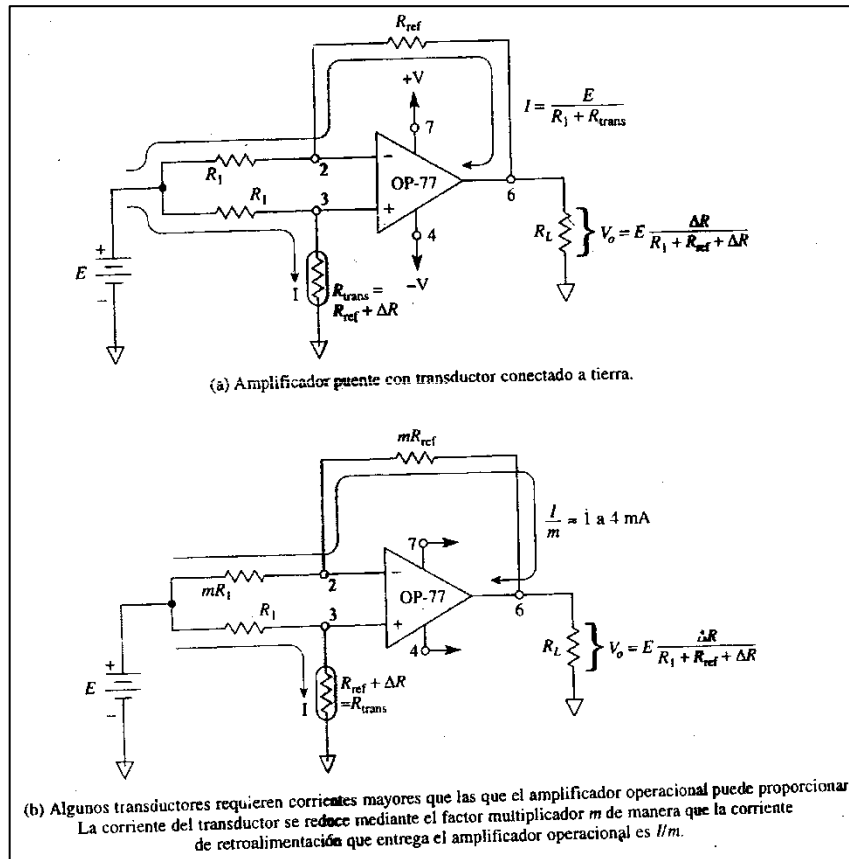 R_ref
+V
I = E / (R_1 + R_trans)
7
R_1
2
−
OP-77
6
R_1
3
+
4
R_L } V_o = E ΔR / (R_1 + R_ref + ΔR)
+
E
−
I
R_trans =
R_ref + ΔR
−V
(a) Amplificador puente con transductor conectado a tierra.
mR_ref
I/m ≈ 1 a 4 mA
7
mR_1
2
−
OP-77
6
R_1
3
+
4
R_L } V_o = E ΔR / (R_1 + R_ref + ΔR)
+
E
−
I
R_ref + ΔR
=R_trans
(b) Algunos transductores requieren corrientes mayores que las que el amplificador operacional puede proporcionar
La corriente del transductor se reduce mediante el factor multiplicador m de manera que la corriente
de retroalimentación que entrega el amplificador operacional es I/m.